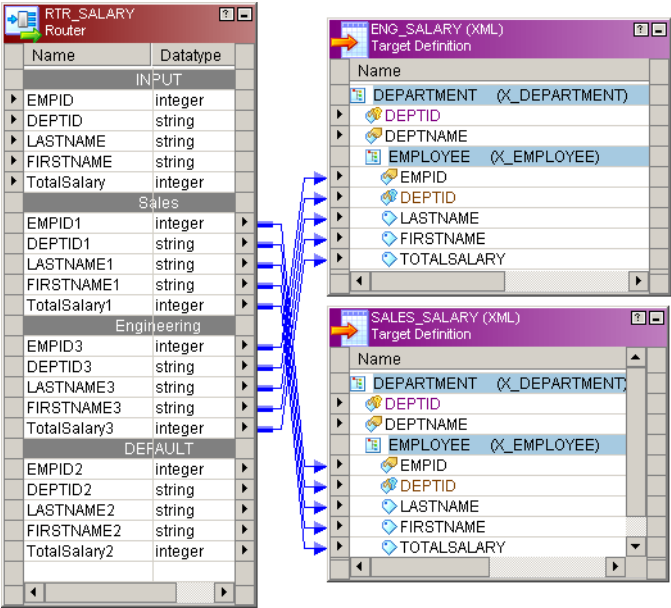 RTR_SALARY
Router
Name Datatype
INPUT
EMPID integer
DEPTID string
LASTNAME string
FIRSTNAME string
TotalSalary integer
Sales
EMPID1 integer
DEPTID1 string
LASTNAME1 string
FIRSTNAME1 string
TotalSalary1 integer
Engineering
EMPID3 integer
DEPTID3 string
LASTNAME3 string
FIRSTNAME3 string
TotalSalary3 integer
DEFAULT
EMPID2 integer
DEPTID2 string
LASTNAME2 string
FIRSTNAME2 string
TotalSalary2 integer
ENG_SALARY (XML)
Target Definition
Name
DEPARTMENT (X_DEPARTMENT)
DEPTID
DEPTNAME
EMPLOYEE (X_EMPLOYEE)
EMPID
DEPTID
LASTNAME
FIRSTNAME
TOTALSALARY
SALES_SALARY (XML)
Target Definition
Name
DEPARTMENT (X_DEPARTMENT)
DEPTID
DEPTNAME
EMPLOYEE (X_EMPLOYEE)
EMPID
DEPTID
LASTNAME
FIRSTNAME
TOTALSALARY